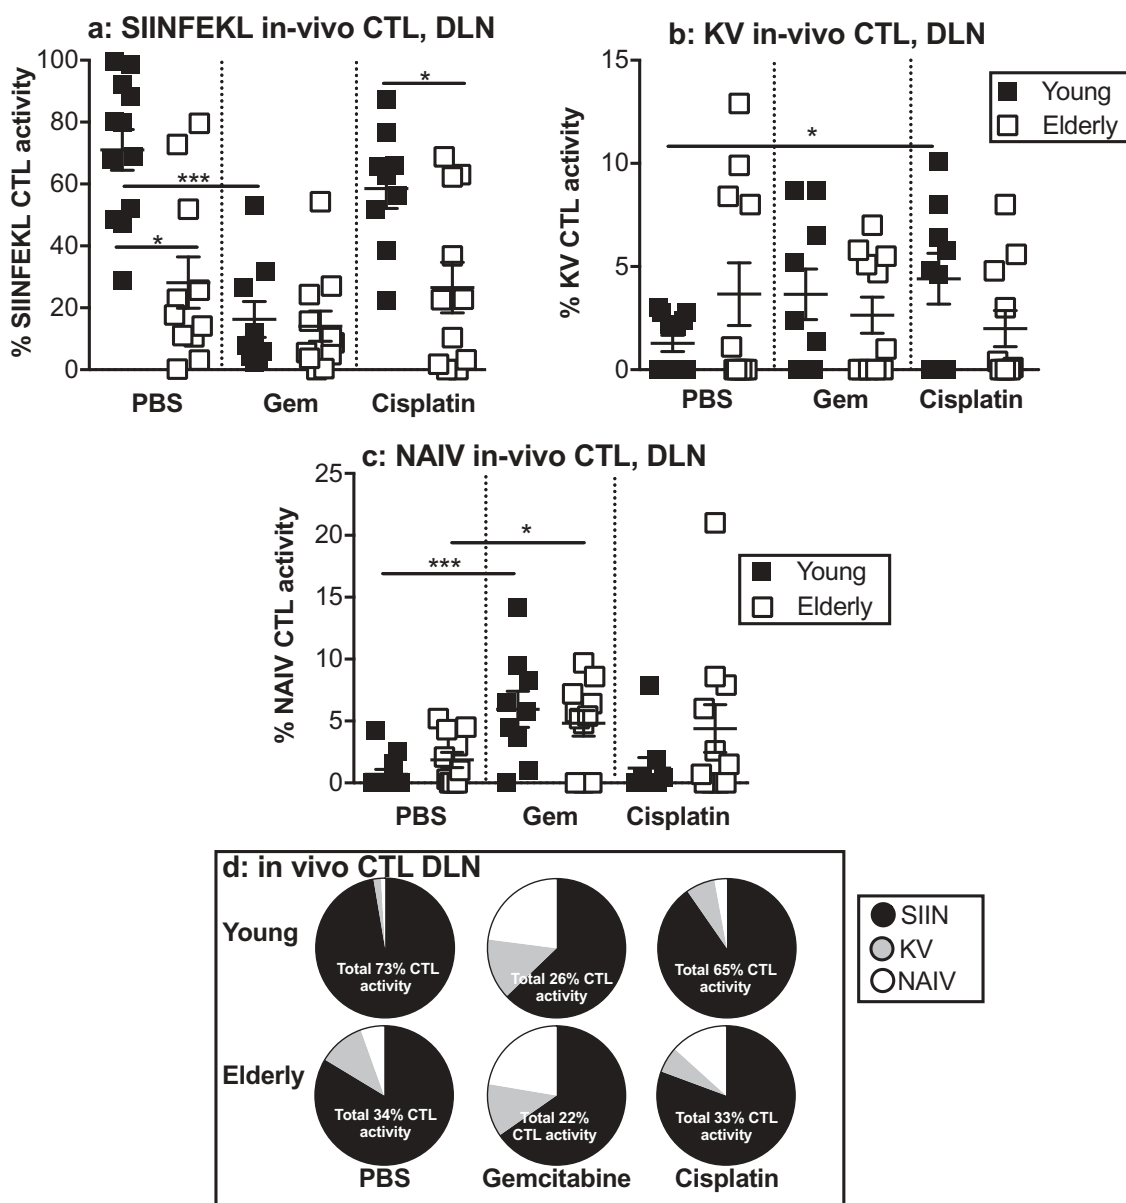 a: SIINFEKL in-vivo CTL, DLN
% SIINFEKL CTL activity
100
80
60
40
20
0
***
*
*
PBS Gem Cisplatin
b: KV in-vivo CTL, DLN
% KV CTL activity
15
10
5
0
*
PBS Gem Cisplatin
Young
Elderly
c: NAIV in-vivo CTL, DLN
% NAIV CTL activity
25
20
15
10
5
0
*
***
PBS Gem Cisplatin
Young
Elderly
d: in vivo CTL DLN
Young
Total 73% CTL
activity
Total 26% CTL
activity
Total 65% CTL
activity
Elderly
Total 34% CTL
activity
Total 22%
CTL activity
Total 33% CTL
activity
PBS Gemcitabine Cisplatin
SIIN
KV
NAIV